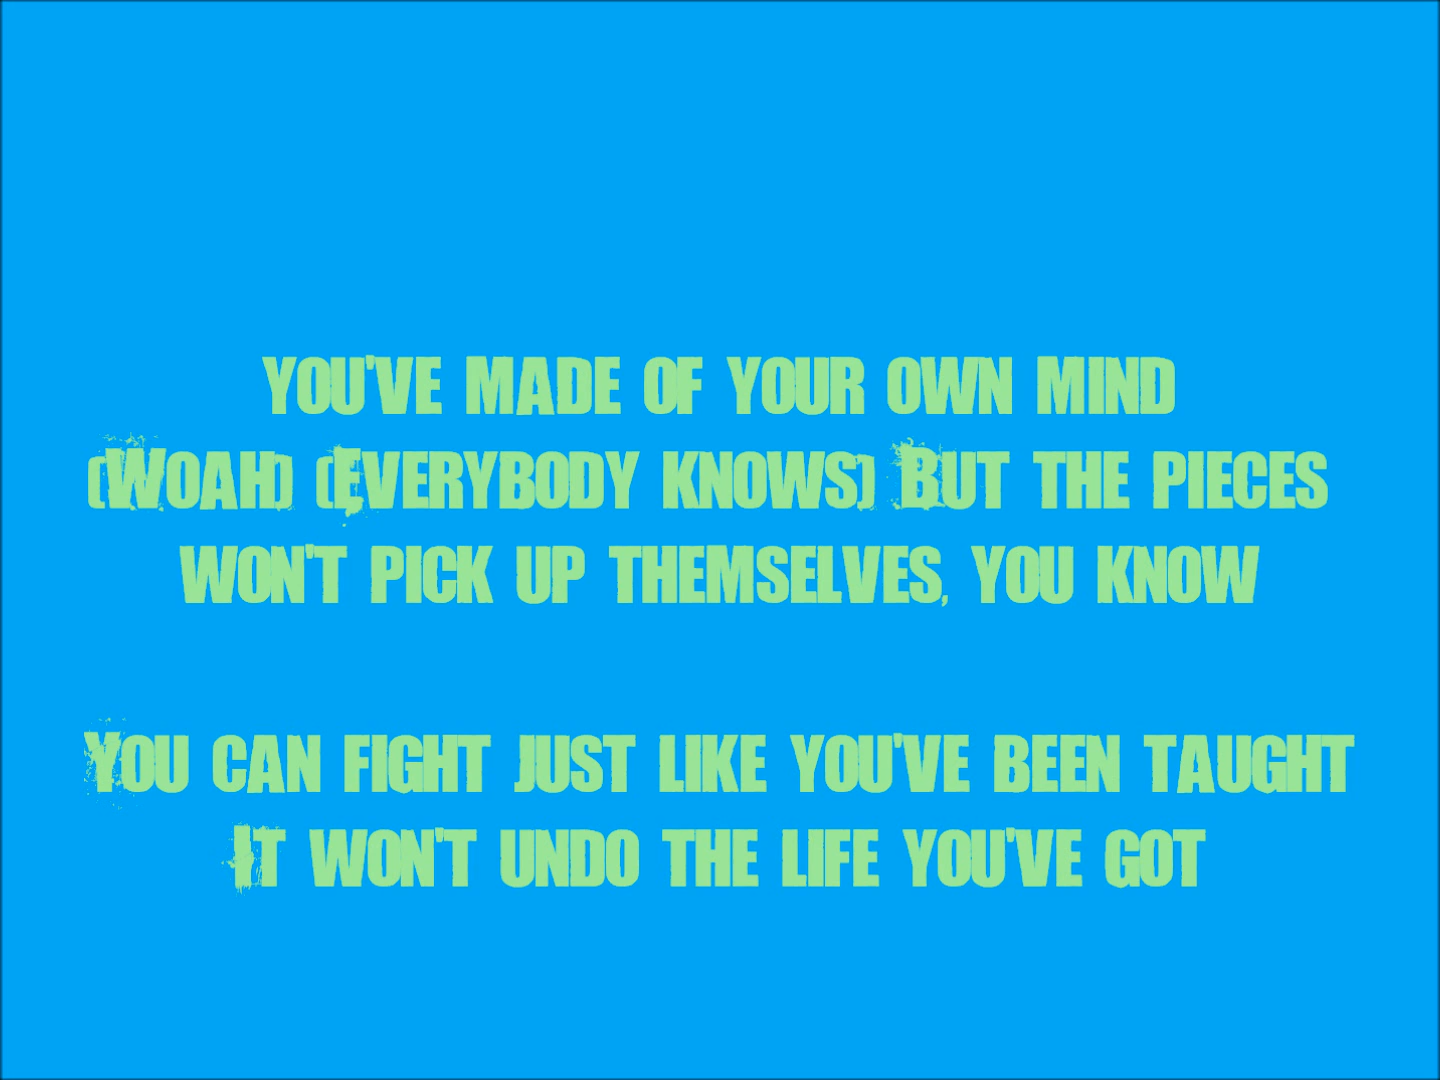 YOU'VE MADE OF YOUR OWN MIND
(WOAH) (EVERYBODY KNOWS) BUT THE PIECES
WON'T PICK UP THEMSELVES, YOU KNOW
YOU CAN FIGHT JUST LIKE YOU'VE BEEN TAUGHT
IT WON'T UNDO THE LIFE YOU'VE GOT